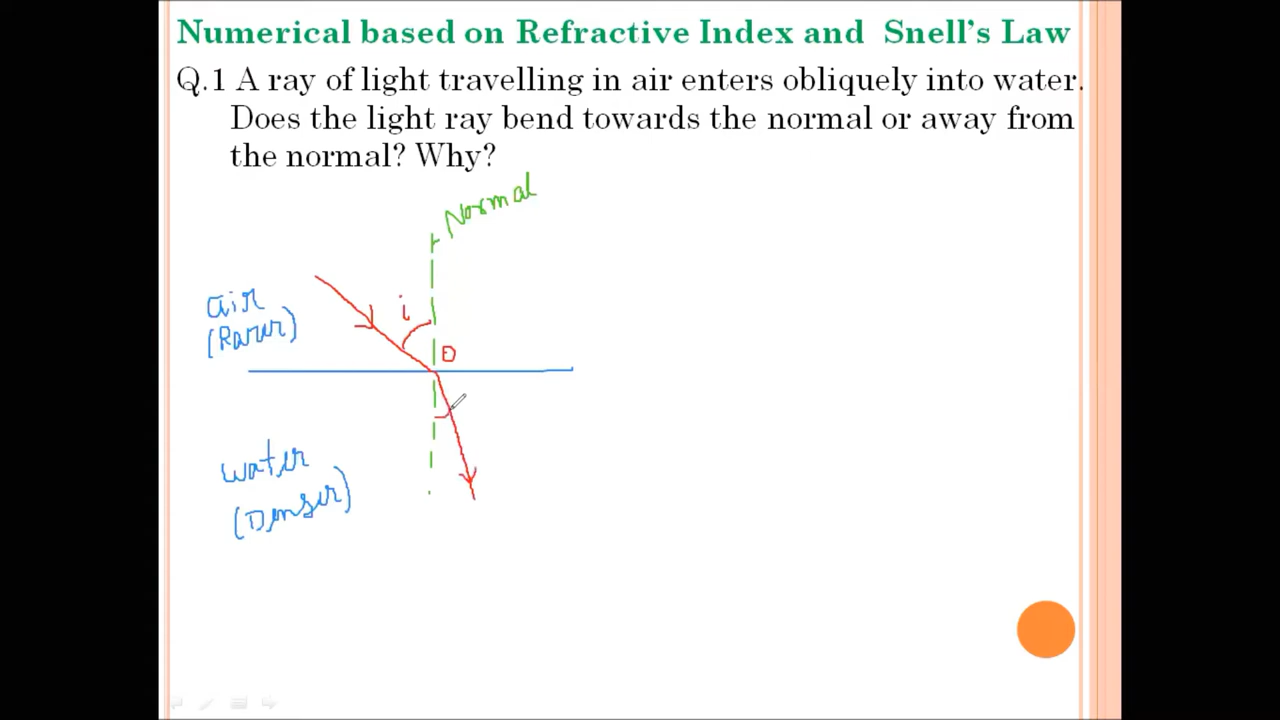 Numerical based on Refractive Index and Snell's Law
Q.1 A ray of light travelling in air enters obliquely into water.
Does the light ray bend towards the normal or away from
the normal? Why?
Normal
air
(Rarer)
i
O
water
(Denser)